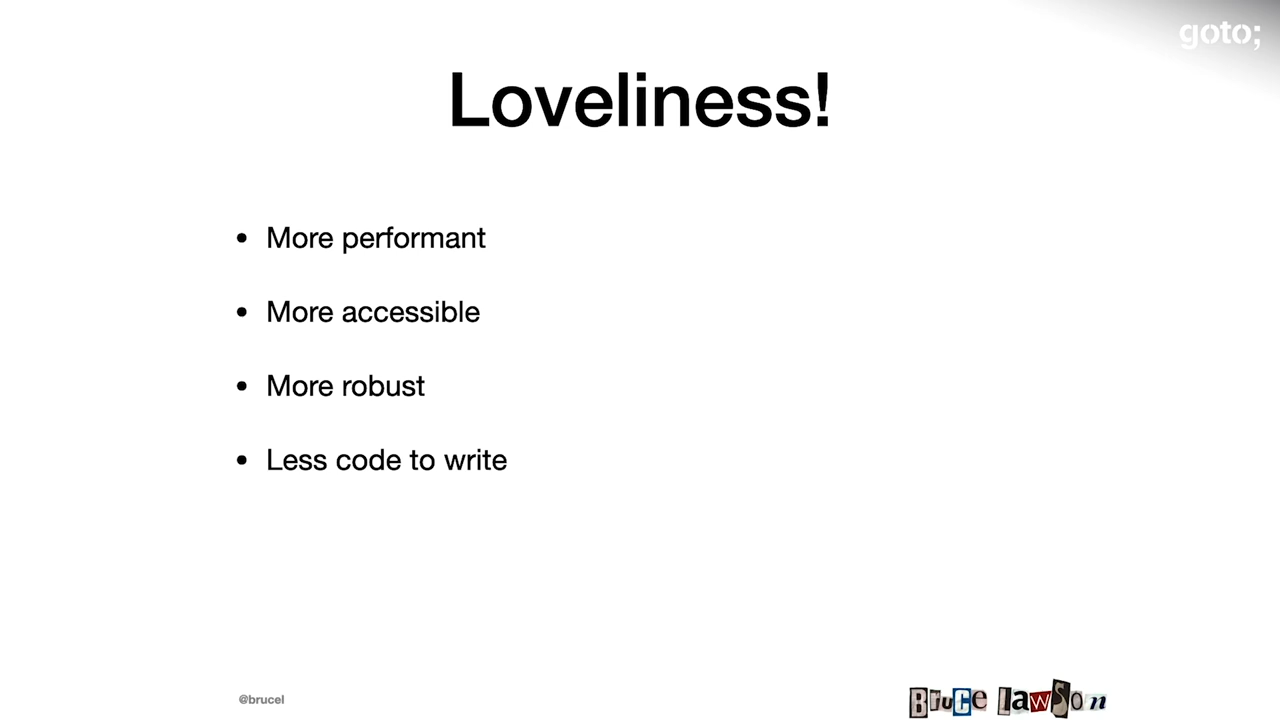 goto;
Loveliness!
• More performant
• More accessible
• More robust
• Less code to write
@brucel
BruCe LawSon